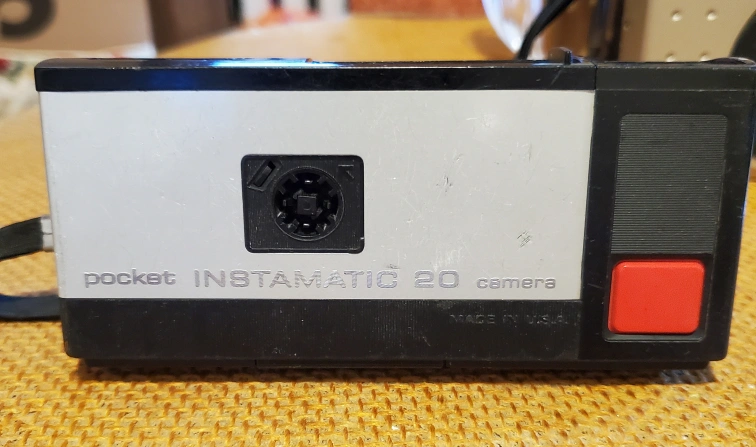 pocket INSTAMATIC 20 camera
MADE IN U.S.A.